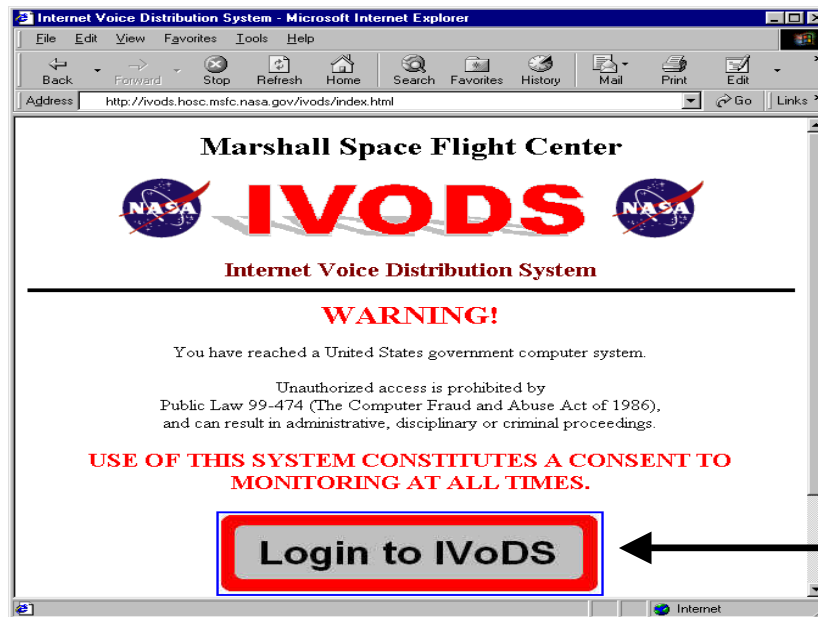 Internet Voice Distribution System - Microsoft Internet Explorer
File Edit View Favorites Tools Help
Back Forward Stop Refresh Home Search Favorites History Mail Print Edit
Address http://ivods.hosc.msfc.nasa.gov/ivods/index.html Go Links
Marshall Space Flight Center
NASA IVODS NASA
Internet Voice Distribution System
WARNING!
You have reached a United States government computer system.
Unauthorized access is prohibited by
Public Law 99-474 (The Computer Fraud and Abuse Act of 1986),
and can result in administrative, disciplinary or criminal proceedings.
USE OF THIS SYSTEM CONSTITUTES A CONSENT TO
MONITORING AT ALL TIMES.
Login to IVoDS
Internet